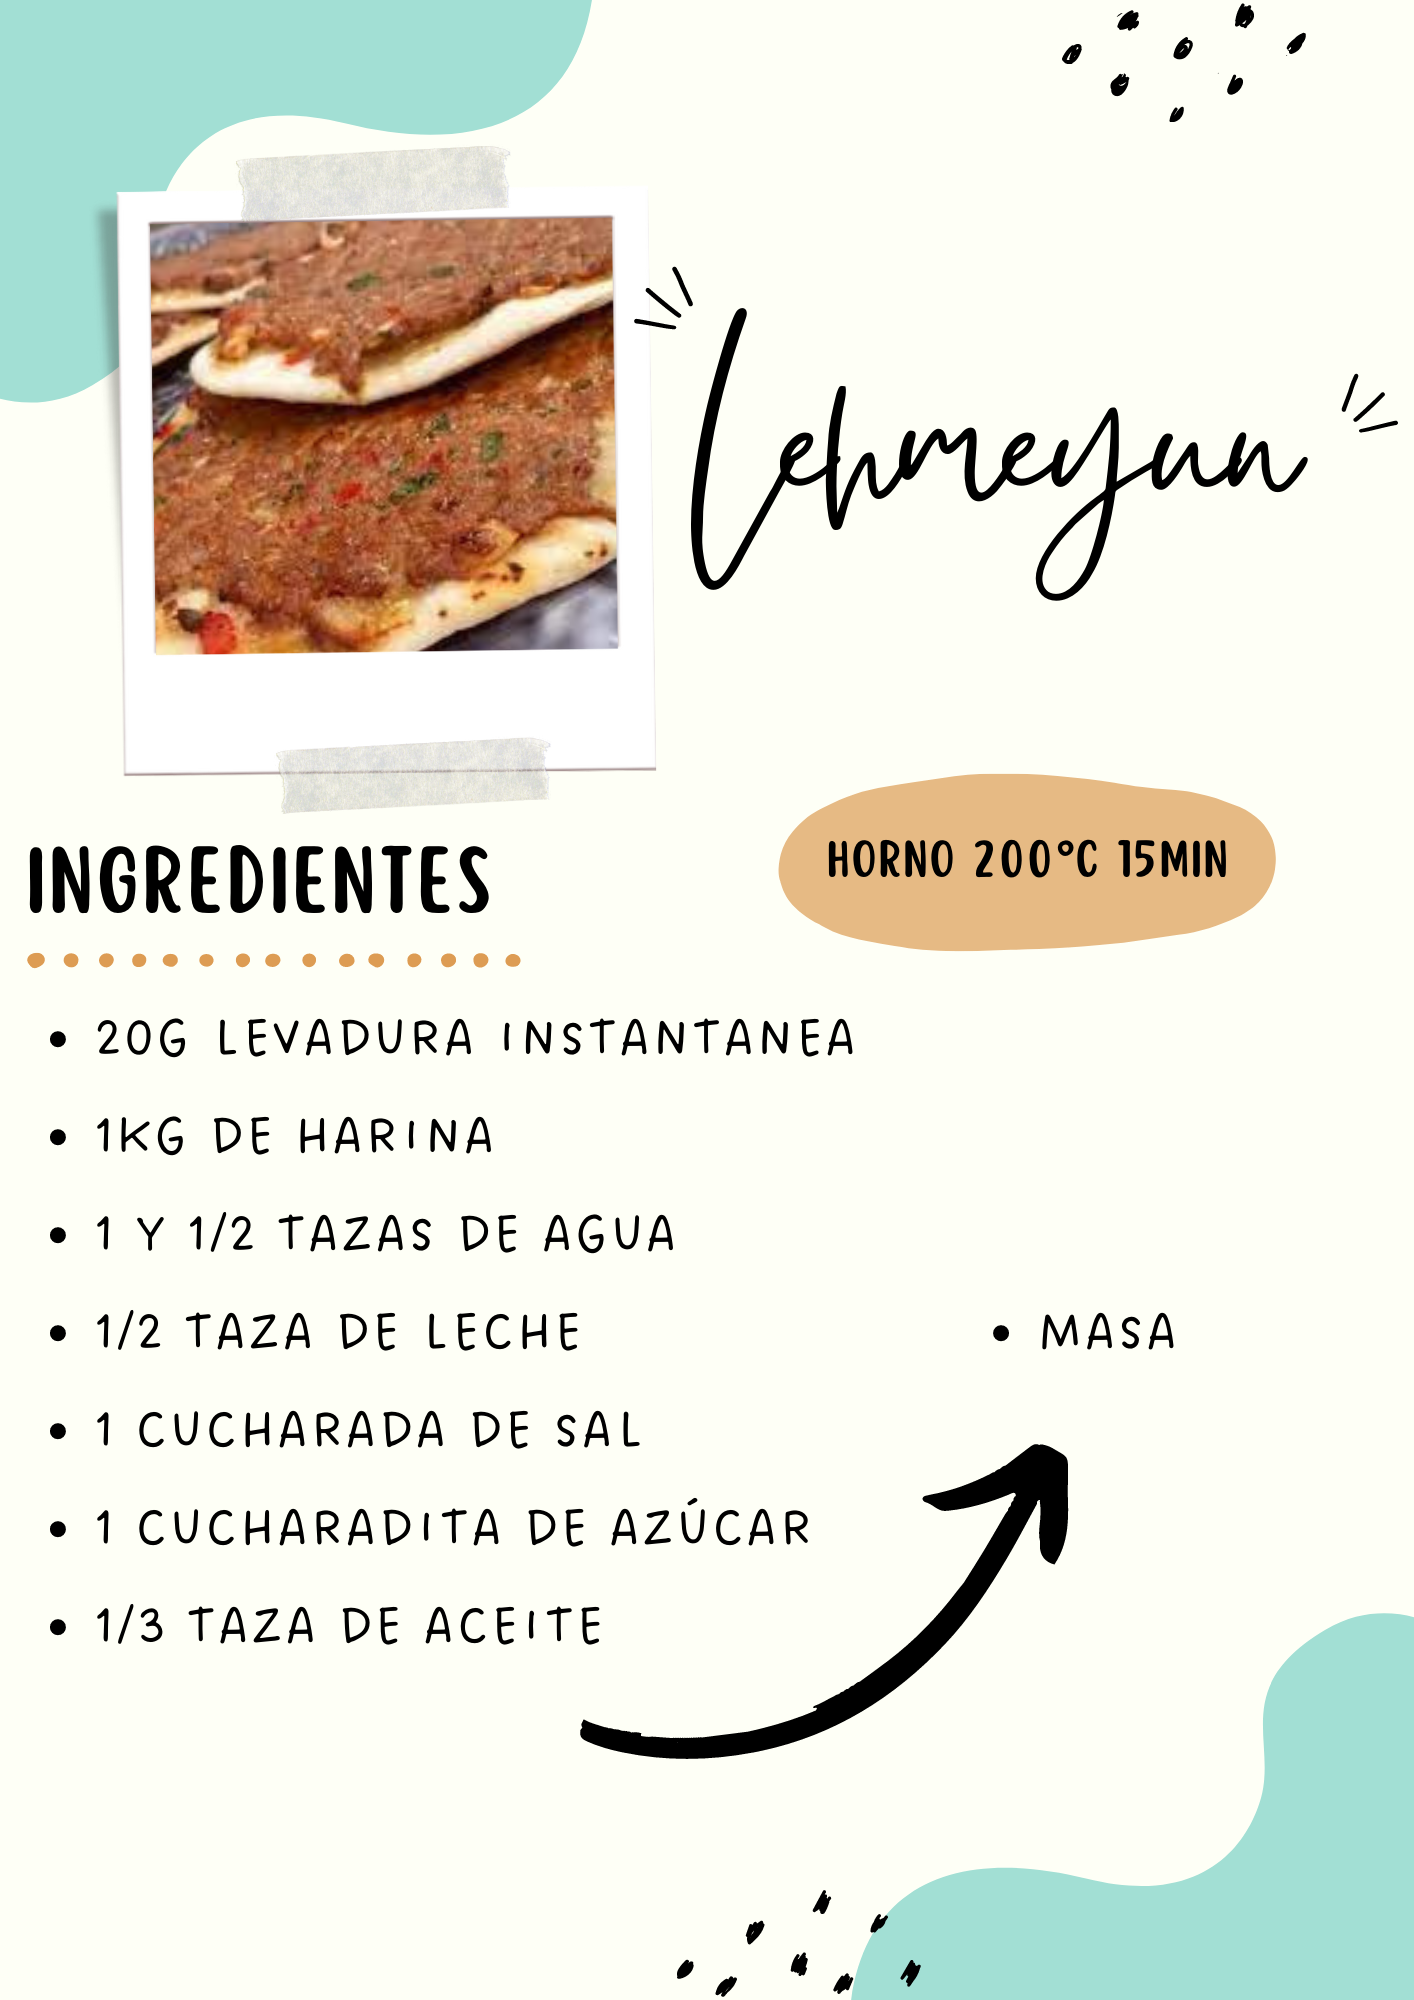 Lehmeyun
HORNO 200°C 15MIN
INGREDIENTES
20G LEVADURA INSTANTANEA
1KG DE HARINA
1 Y 1/2 TAZAS DE AGUA
1/2 TAZA DE LECHE
1 CUCHARADA DE SAL
1 CUCHARADITA DE AZÚCAR
1/3 TAZA DE ACEITE
MASA